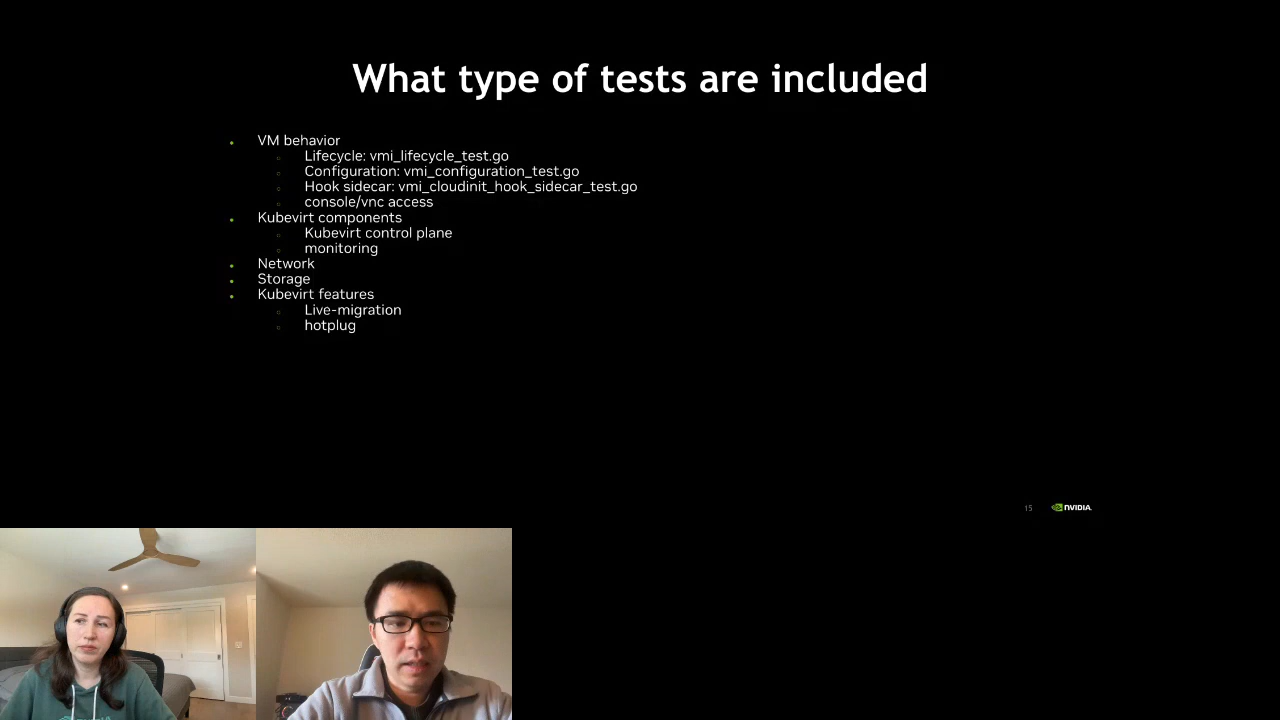 What type of tests are included
VM behavior
Lifecycle: vmi_lifecycle_test.go
Configuration: vmi_configuration_test.go
Hook sidecar: vmi_cloudinit_hook_sidecar_test.go
console/vnc access
Kubevirt components
Kubevirt control plane
monitoring
Network
Storage
Kubevirt features
Live-migration
hotplug
15 NVIDIA.